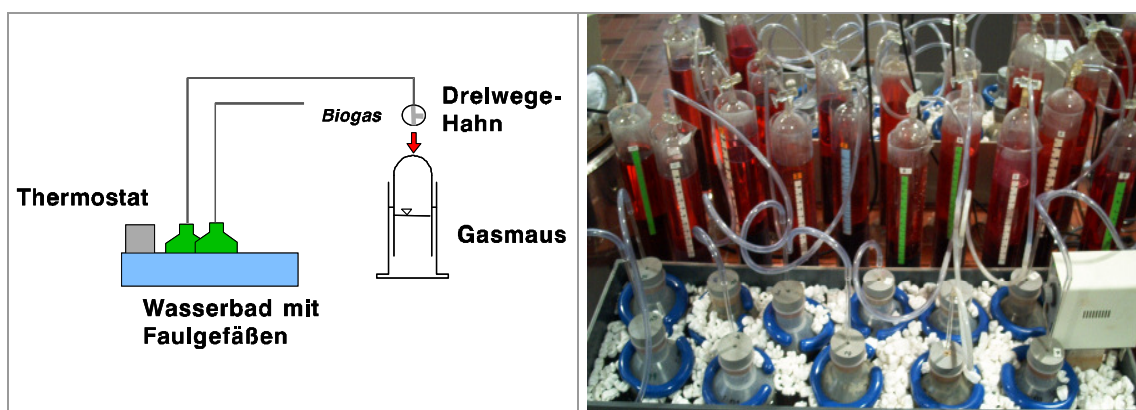 Biogas
Drelwege-
Hahn
Thermostat
Gasmaus
Wasserbad mit
Faulgefäßen